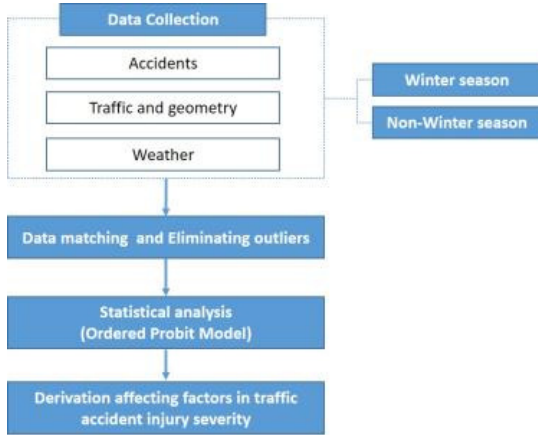 Data Collection
Accidents
Traffic and geometry
Weather
Winter season
Non-Winter season
Data matching and Eliminating outliers
Statistical analysis
(Ordered Probit Model)
Derivation affecting factors in traffic
accident injury severity